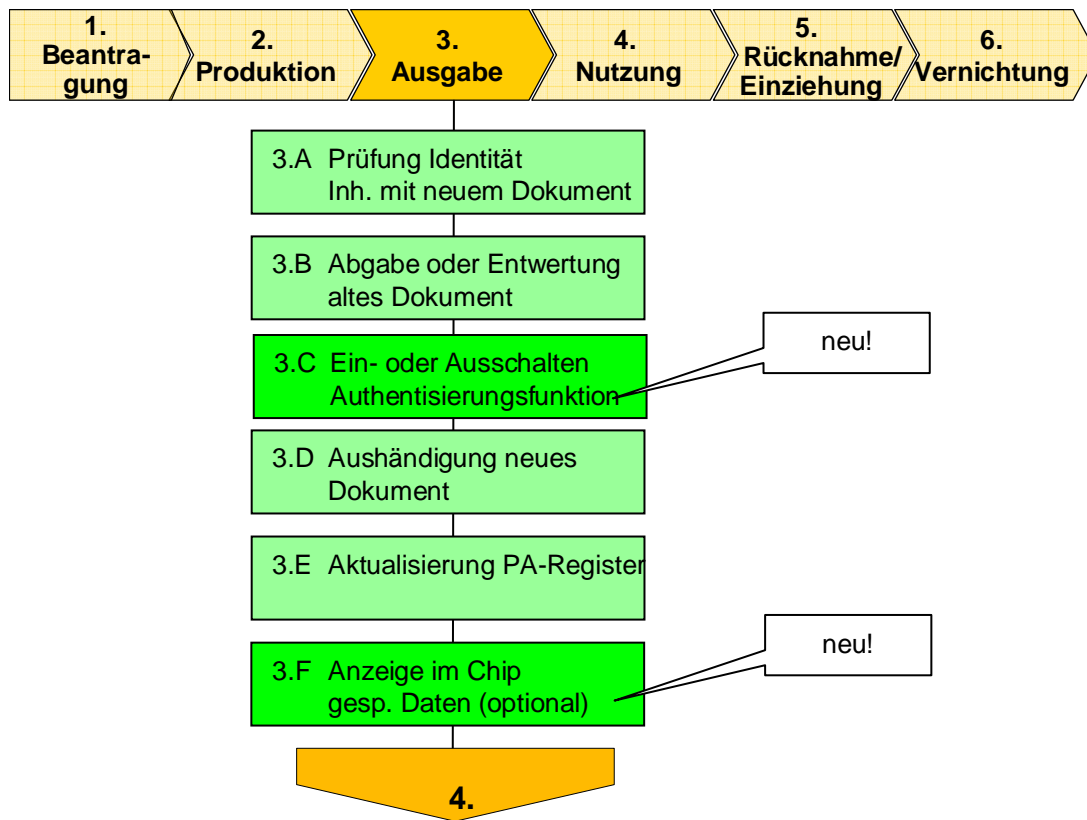 1.
Beantra-
gung
2.
Produktion
3.
Ausgabe
4.
Nutzung
5.
Rücknahme/
Einziehung
6.
Vernichtung
3.A Prüfung Identität
Inh. mit neuem Dokument
3.B Abgabe oder Entwertung
altes Dokument
neu!
3.C Ein- oder Ausschalten
Authentisierungsfunktion
3.D Aushändigung neues
Dokument
3.E Aktualisierung PA-Register
neu!
3.F Anzeige im Chip
gesp. Daten (optional)
4.